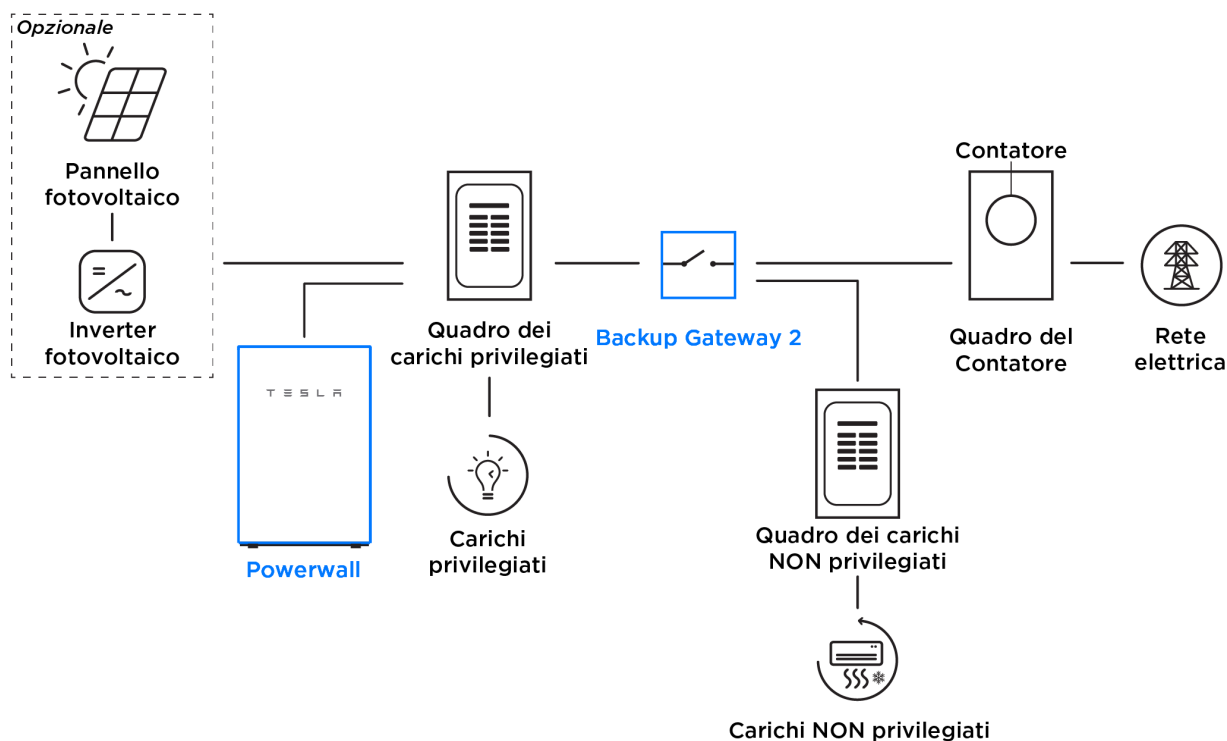 Opzionale
Pannello
fotovoltaico
Inverter
fotovoltaico
TESLA
Powerwall
Quadro dei
carichi privilegiati
Carichi
privilegiati
Backup Gateway 2
Quadro dei carichi
NON privilegiati
Carichi NON privilegiati
Contatore
Quadro del
Contatore
Rete
elettrica